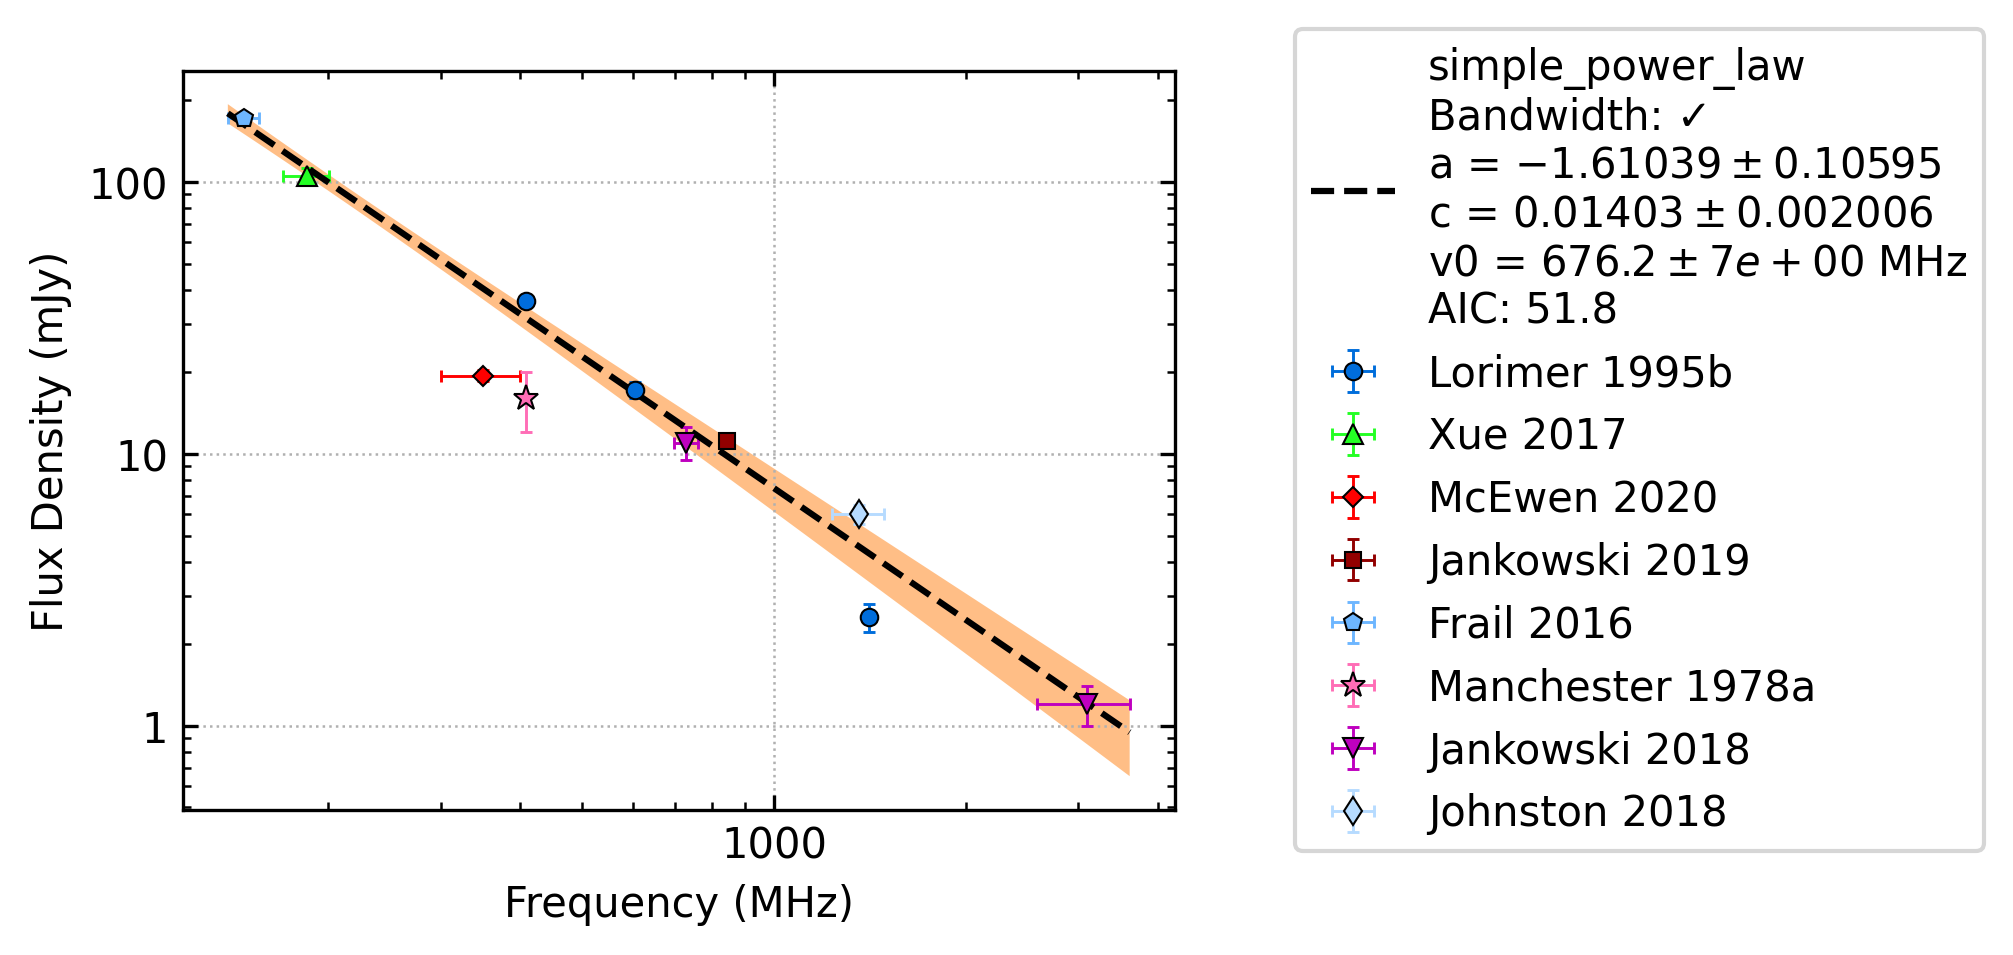 100
10
1
1000
Flux Density (mJy)
Frequency (MHz)
simple_power_law
Bandwidth: ✓
a = −1.61039 ± 0.10595
c = 0.01403 ± 0.002006
v0 = 676.2 ± 7e + 00 MHz
AIC: 51.8
Lorimer 1995b
Xue 2017
McEwen 2020
Jankowski 2019
Frail 2016
Manchester 1978a
Jankowski 2018
Johnston 2018